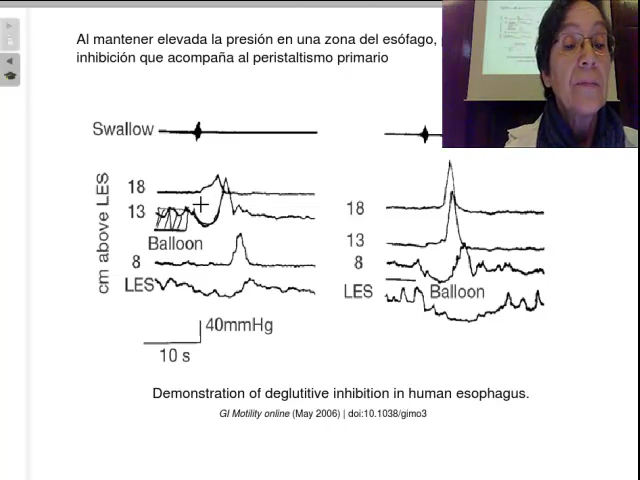 Al mantener elevada la presión en una zona del esófago,
inhibición que acompaña al peristaltismo primario
Swallow
18
13
Balloon
8
LES
cm above LES
40mmHg
10 s
18
13
8
LES
Balloon
Demonstration of deglutitive inhibition in human esophagus.
GI Motility online (May 2006) | doi:10.1038/gimo3